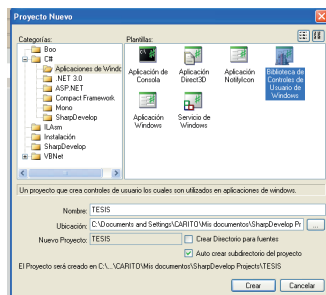 Proyecto Nuevo
Categorías:
Plantillas:
Boo
C#
Aplicaciones de Windc
.NET 3.0
ASP.NET
Compact Framework
Mono
SharpDevelop
ILAsm
Instalación
SharpDevelop
VBNet
Aplicación de Consola
Aplicación Direct3D
Aplicación NotifyIcon
Biblioteca de Controles de Usuario de Windows
Aplicación Windows
Servicio de Windows
Un proyecto que crea controles de usuario los cuales son utilizados en aplicaciones de windows.
Nombre: TESIS
Ubicación: C:\Documents and Settings\CARITO\Mis documentos\SharpDevelop Pr ...
Nuevo Proyecto: TESIS
Crear Directorio para fuentes
Auto crear subdirectorio del proyecto
El Proyecto será creado en C:\...\CARITO\Mis documentos\SharpDevelop Projects\TESIS
Crear
Cancelar